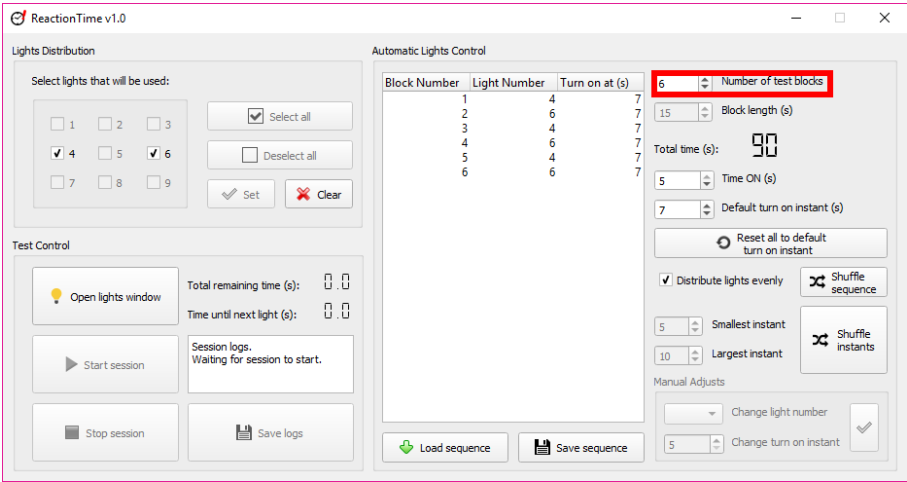 ReactionTime v1.0
Lights Distribution
Select lights that will be used:
1 2 3
4 5 6
7 8 9
Select all
Deselect all
Set
Clear
Test Control
Open lights window
Total remaining time (s): 0.0
Time until next light (s): 0.0
Start session
Session logs.
Waiting for session to start.
Stop session
Save logs
Automatic Lights Control
Block Number Light Number Turn on at (s)
1 4 7
2 6 7
3 4 7
4 6 7
5 4 7
6 6 7
Load sequence
Save sequence
6 Number of test blocks
15 Block length (s)
Total time (s): 90
5 Time ON (s)
7 Default turn on instant (s)
Reset all to default
turn on instant
Distribute lights evenly
Shuffle
sequence
5 Smallest instant
10 Largest instant
Shuffle
instants
Manual Adjusts
Change light number
5 Change turn on instant